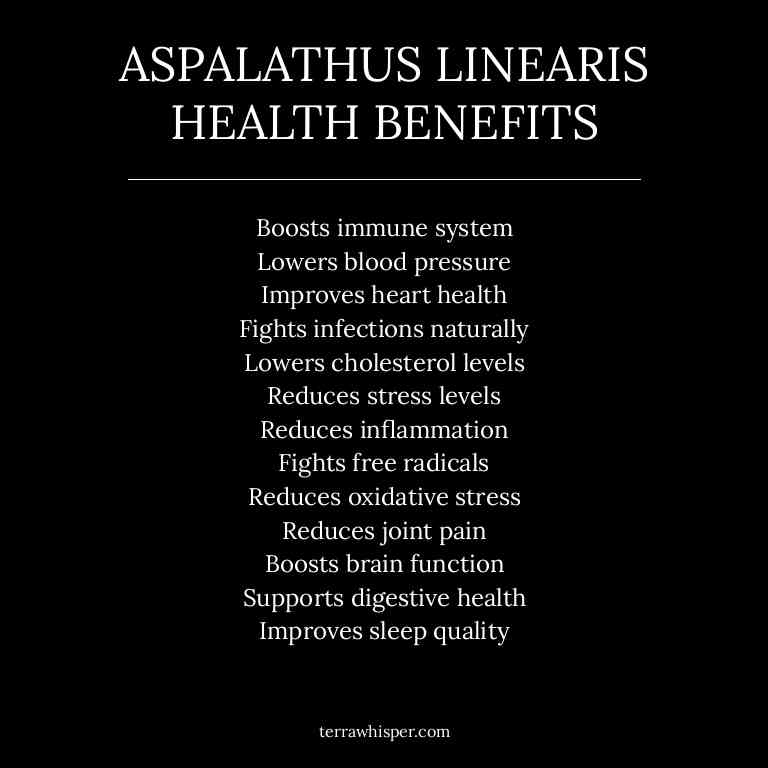 ASPALATHUS LINEARIS
HEALTH BENEFITS
Boosts immune system
Lowers blood pressure
Improves heart health
Fights infections naturally
Lowers cholesterol levels
Reduces stress levels
Reduces inflammation
Fights free radicals
Reduces oxidative stress
Reduces joint pain
Boosts brain function
Supports digestive health
Improves sleep quality
terrawhisper.com